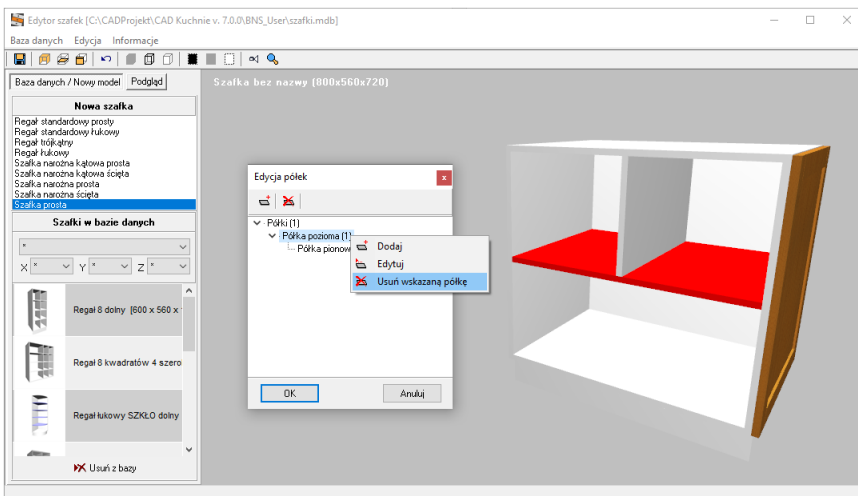 Edytor szafek [C:\CADProjekt\CAD Kuchnie v. 7.0.0\BNS_User\szafki.mdb]
Baza danych Edycja Informacje
Baza danych / Nowy model Podgląd
Szafka bez nazwy (800x560x720)
Nowa szafka
Regał standardowy prosty
Regał standardowy łukowy
Regał trójkątny
Regał łukowy
Szafka narożna kątowa prosta
Szafka narożna kątowa ścięta
Szafka narożna prosta
Szafka narożna ścięta
Szafka prosta
Szafki w bazie danych
*
X * Y * Z *
Regał 8 dolny [600 x 560 x
Regał 8 kwadratów 4 szero
Regał łukowy SZKŁO dolny
Usuń z bazy
Edycja półek
x
Półki (1)
Półka pozioma (1)
Półka pionow
Dodaj
Edytuj
Usuń wskazaną półkę
OK Anuluj